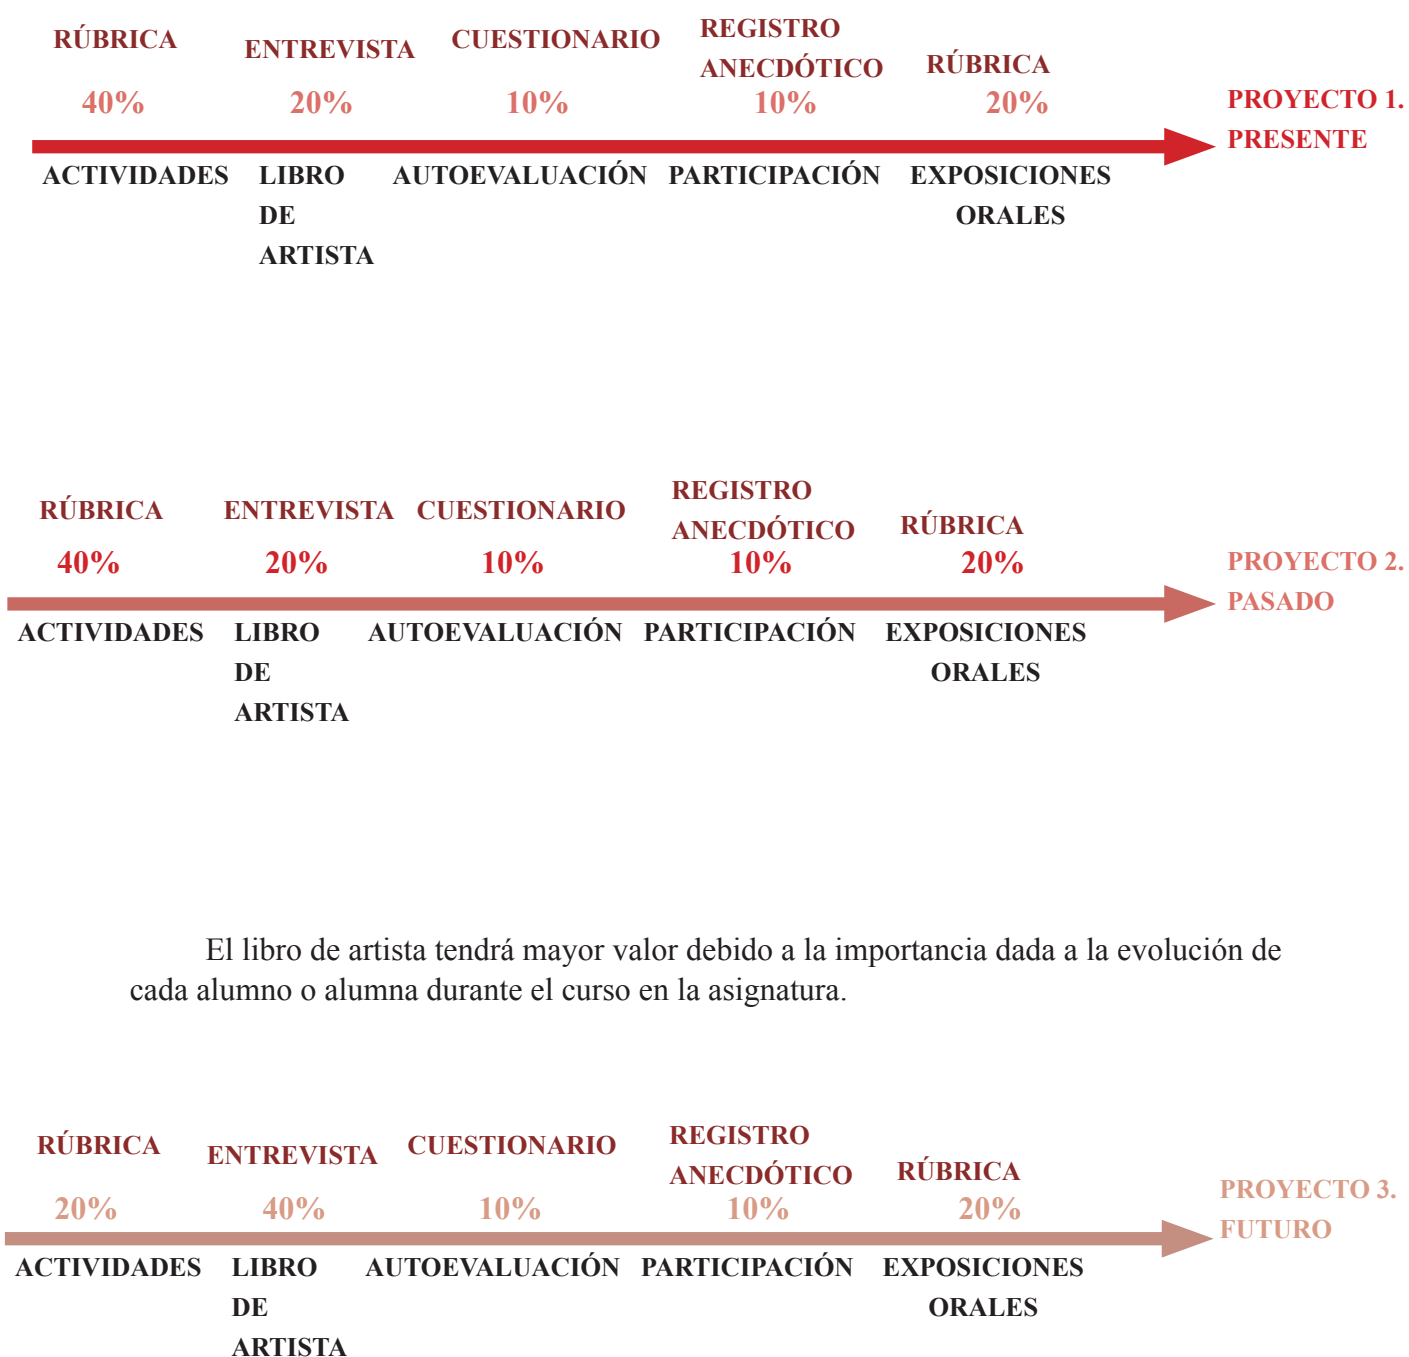 RÚBRICA ENTREVISTA CUESTIONARIO REGISTRO
ANECDÓTICO RÚBRICA
40% 20% 10% 10% 20% PROYECTO 1.
PRESENTE
ACTIVIDADES LIBRO AUTOEVALUACIÓN PARTICIPACIÓN EXPOSICIONES
DE ORALES
ARTISTA
RÚBRICA ENTREVISTA CUESTIONARIO REGISTRO
ANECDÓTICO RÚBRICA
40% 20% 10% 10% 20% PROYECTO 2.
PASADO
ACTIVIDADES LIBRO AUTOEVALUACIÓN PARTICIPACIÓN EXPOSICIONES
DE ORALES
ARTISTA
El libro de artista tendrá mayor valor debido a la importancia dada a la evolución de
cada alumno o alumna durante el curso en la asignatura.
RÚBRICA ENTREVISTA CUESTIONARIO REGISTRO
ANECDÓTICO RÚBRICA
20% 40% 10% 10% 20% PROYECTO 3.
FUTURO
ACTIVIDADES LIBRO AUTOEVALUACIÓN PARTICIPACIÓN EXPOSICIONES
DE ORALES
ARTISTA